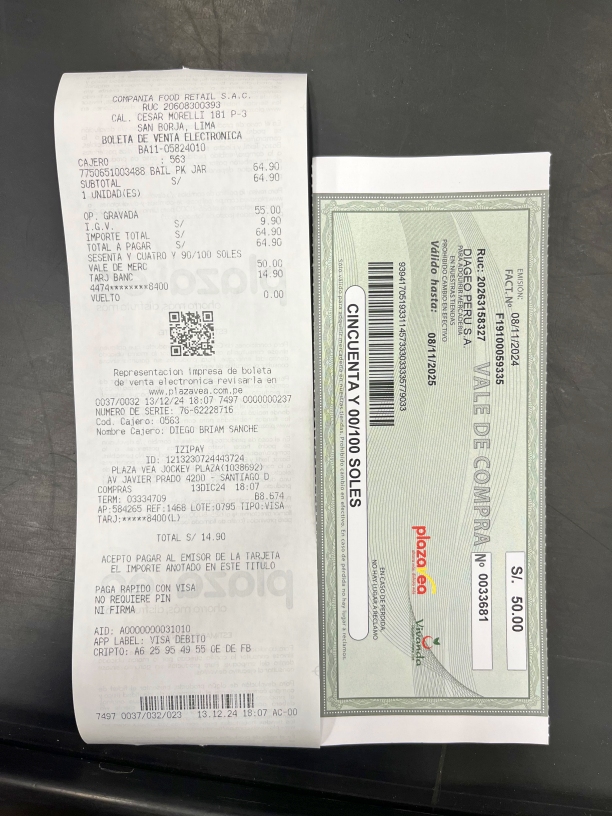 COMPANIA FOOD RETAIL S.A.C.
RUC 20608300393
CAL. CESAR MORELLI 181 P-3
SAN BORJA, LIMA
BOLETA DE VENTA ELECTRONICA
BA11-05824010
CAJERO : 563
7750651003488 BAIL PK JAR 64.90
SUBTOTAL S/ 64.90
1 UNIDAD(ES)
OP. GRAVADA 55.00
I.G.V. S/ 9.90
IMPORTE TOTAL S/ 64.90
TOTAL A PAGAR S/ 64.90
SESENTA Y CUATRO Y 90/100 SOLES
VALE DE MERC 50.00
TARJ BANC 14.90
4474********8400
VUELTO 0.00
Representacion impresa de boleta
de venta electronica revisarla en
www.plazavea.com.pe
0037/0032 13/12/24 18:07 7497 0000000237
NUMERO DE SERIE: 76-62228716
Cod. Cajero: 0563
Nombre Cajero: DIEGO BRIAM SANCHE
IZIPAY
ID: 1213230724443724
PLAZA VEA JOCKEY PLAZA(1038692)
AV JAVIER PRADO 4200 - SANTIAGO D
COMPRAS 13DIC24 18:07
TERM: 03334709 B8.674
AP:584265 REF:1468 LOTE:0795 TIPO:VISA
TARJ:*****8400(L)
TOTAL S/ 14.90
ACEPTO PAGAR AL EMISOR DE LA TARJETA
EL IMPORTE ANOTADO EN ESTE TITULO
PAGA RAPIDO CON VISA
NO REQUIERE PIN
NI FIRMA
AID: A0000000031010
APP LABEL: VISA DEBITO
CRIPTO: A6 25 95 49 55 0E DE FB
7497 0037/032/023 13.12.24 18:07 AC-00
EMISIÓN: 08/11/2024
FACT. Nº F19100059335
VALE DE COMPRA
S/. 50.00
Nº 0033681
Ruc: 20263158327
DIAGEO PERU S.A.
PARA ADQUIRIR MERCADERIA
EN NUESTRAS TIENDAS
PROHIBIDO CAMBIO EN EFECTIVO
Válido hasta: 08/11/2025
plaza vea
Vivanda
EN CASO DE PERDIDA,
NO HAY LUGAR A RECLAMO
CINCUENTA Y 00/100 SOLES